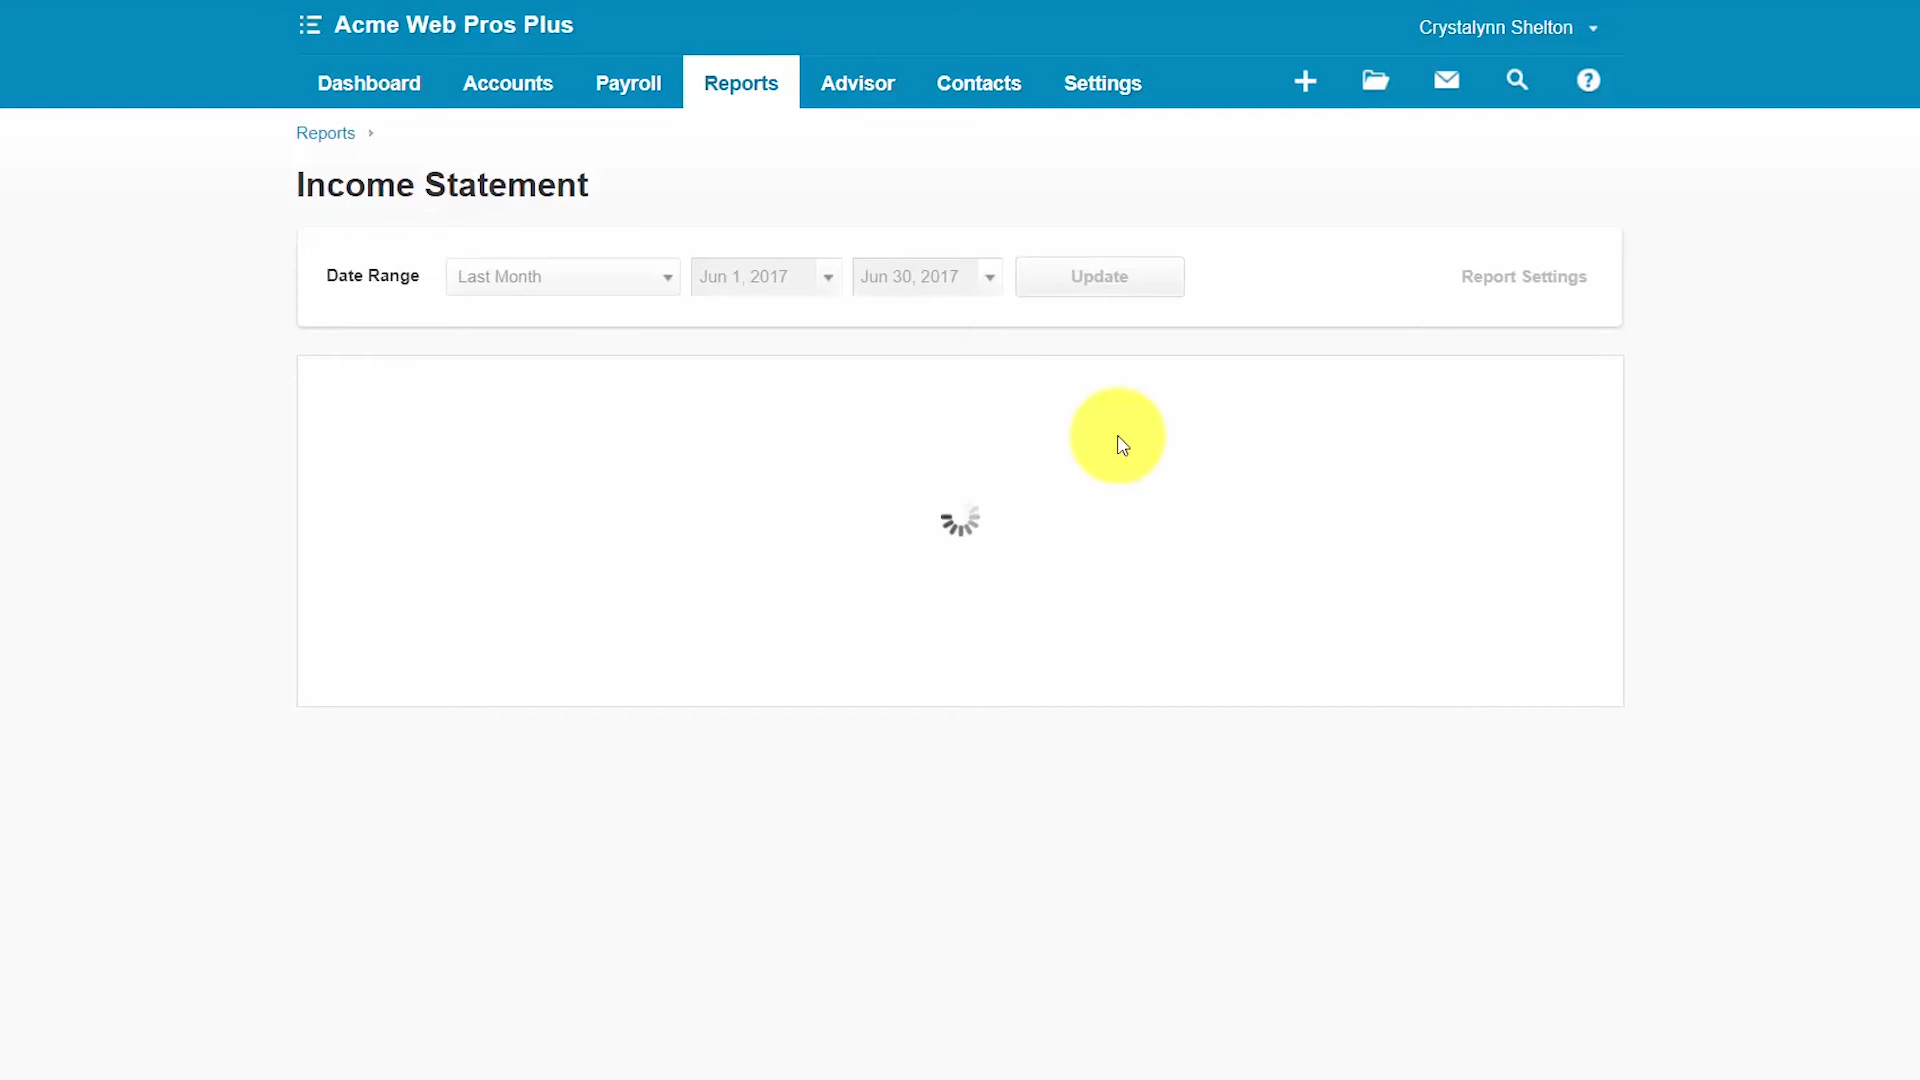 Acme Web Pros Plus
Crystalynn Shelton
Dashboard Accounts Payroll Reports Advisor Contacts Settings
Reports
Income Statement
Date Range Last Month Jun 1, 2017 Jun 30, 2017 Update Report Settings